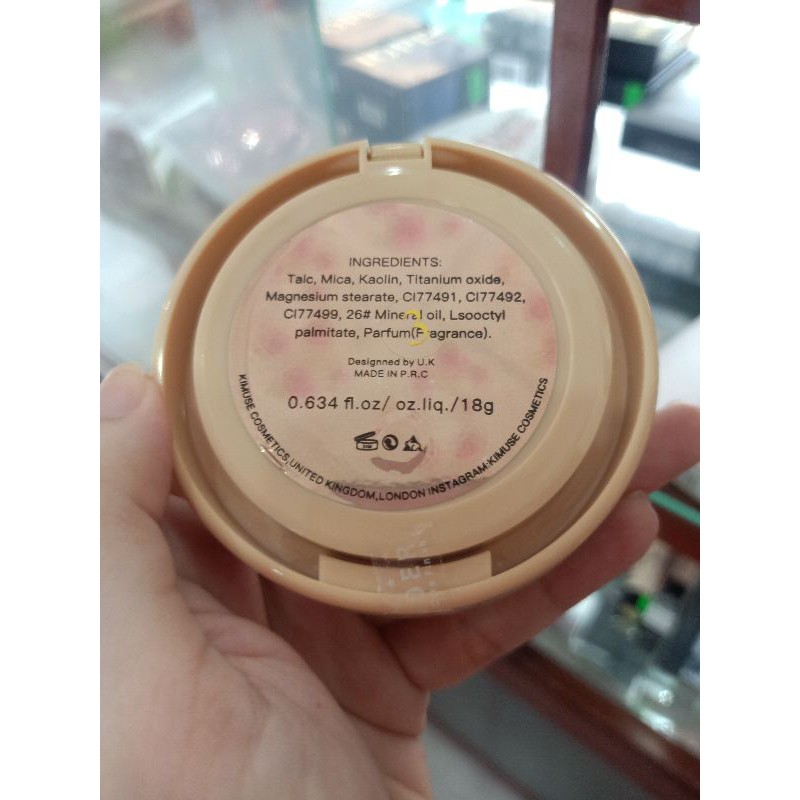 INGREDIENTS:
Talc, Mica, Kaolin, Titanium oxide,
Magnesium stearate, CI77491, CI77492,
CI77499, 26# Mineral oil, Lsooctyl
palmitate, Parfum(Fragrance).
Designned by U.K
MADE IN P.R.C
0.634 fl.oz/ oz.liq./18g
KIMUSE COSMETICS,UNITED KINGDOM,LONDON INSTAGRAM·KIMUSE COSMETICS